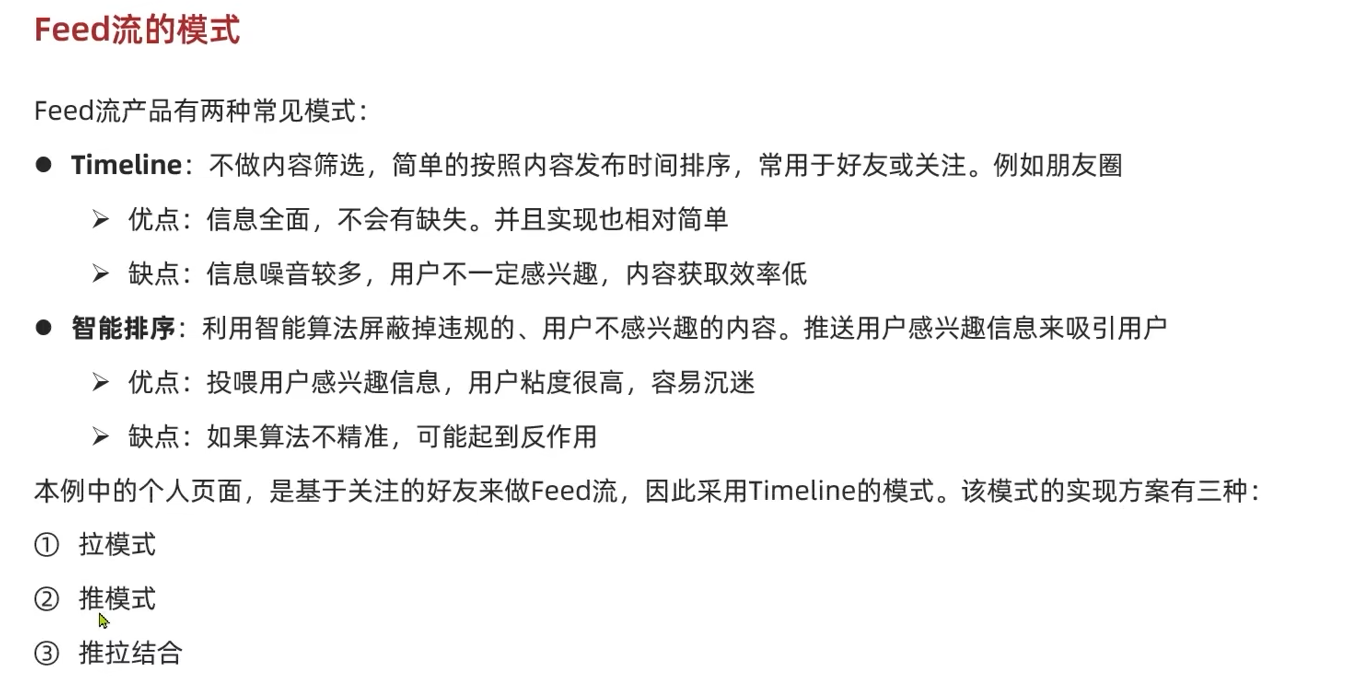 Feed流的模式
Feed流产品有两种常见模式：
● Timeline：不做内容筛选，简单的按照内容发布时间排序，常用于好友或关注。例如朋友圈
➢ 优点：信息全面，不会有缺失。并且实现也相对简单
➢ 缺点：信息噪音较多，用户不一定感兴趣，内容获取效率低
● 智能排序：利用智能算法屏蔽掉违规的、用户不感兴趣的内容。推送用户感兴趣信息来吸引用户
➢ 优点：投喂用户感兴趣信息，用户粘度很高，容易沉迷
➢ 缺点：如果算法不精准，可能起到反作用
本例中的个人页面，是基于关注的好友来做Feed流，因此采用Timeline的模式。该模式的实现方案有三种：
① 拉模式
② 推模式
③ 推拉结合